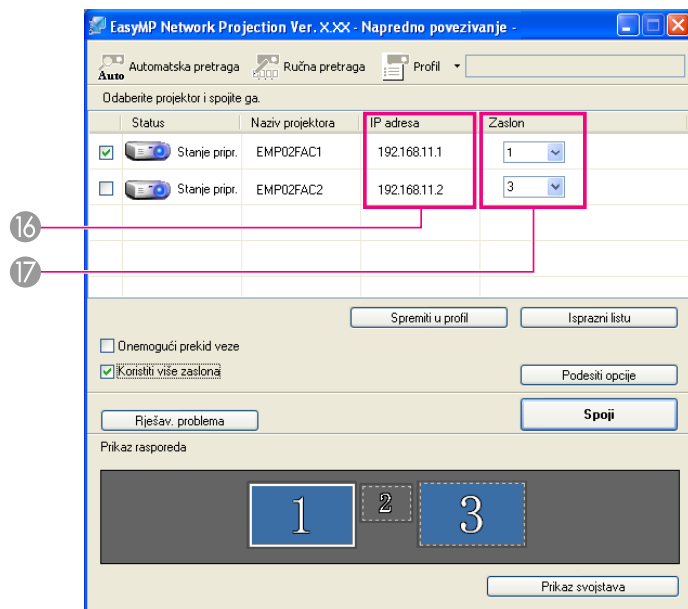 EasyMP Network Projection Ver. X.XX - Napredno povezivanje -
Auto Automatska pretraga Ručna pretraga Profil
Odaberite projektor i spojite ga.
Status Naziv projektora IP adresa Zaslon
Stanje pripr. EMP02FAC1 192.168.11.1 1
Stanje pripr. EMP02FAC2 192.168.11.2 3
16
17
Spremiti u profil Isprazni listu
Onemogući prekid veze
Koristiti više zaslona
Podesiti opcije
Rješav. problema Spoji
Prikaz rasporeda
1 2 3
Prikaz svojstava